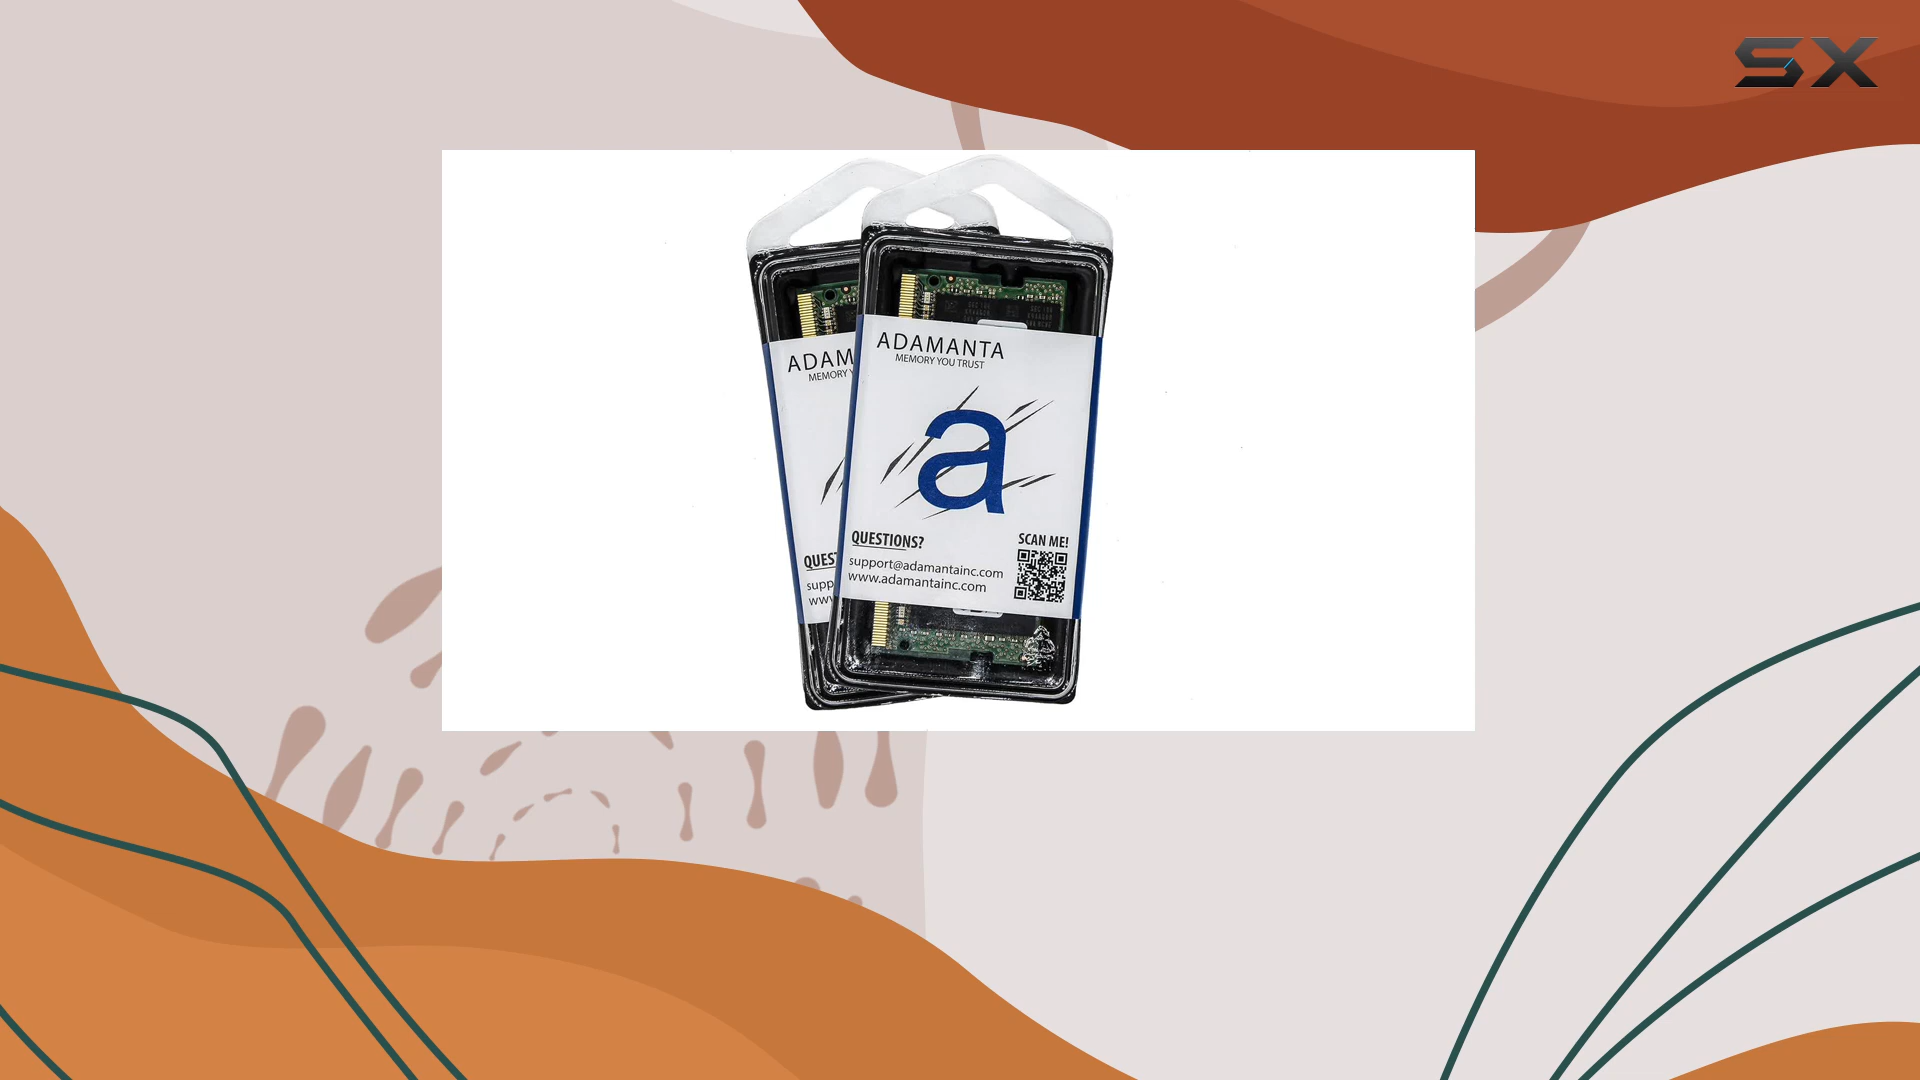 SX
ADAMANTA
MEMORY YOU TRUST
a
QUESTIONS?
support@adamantainc.com
www.adamantainc.com
SCAN ME!
ADAM
MEMORY Y
QUEST
supp
www